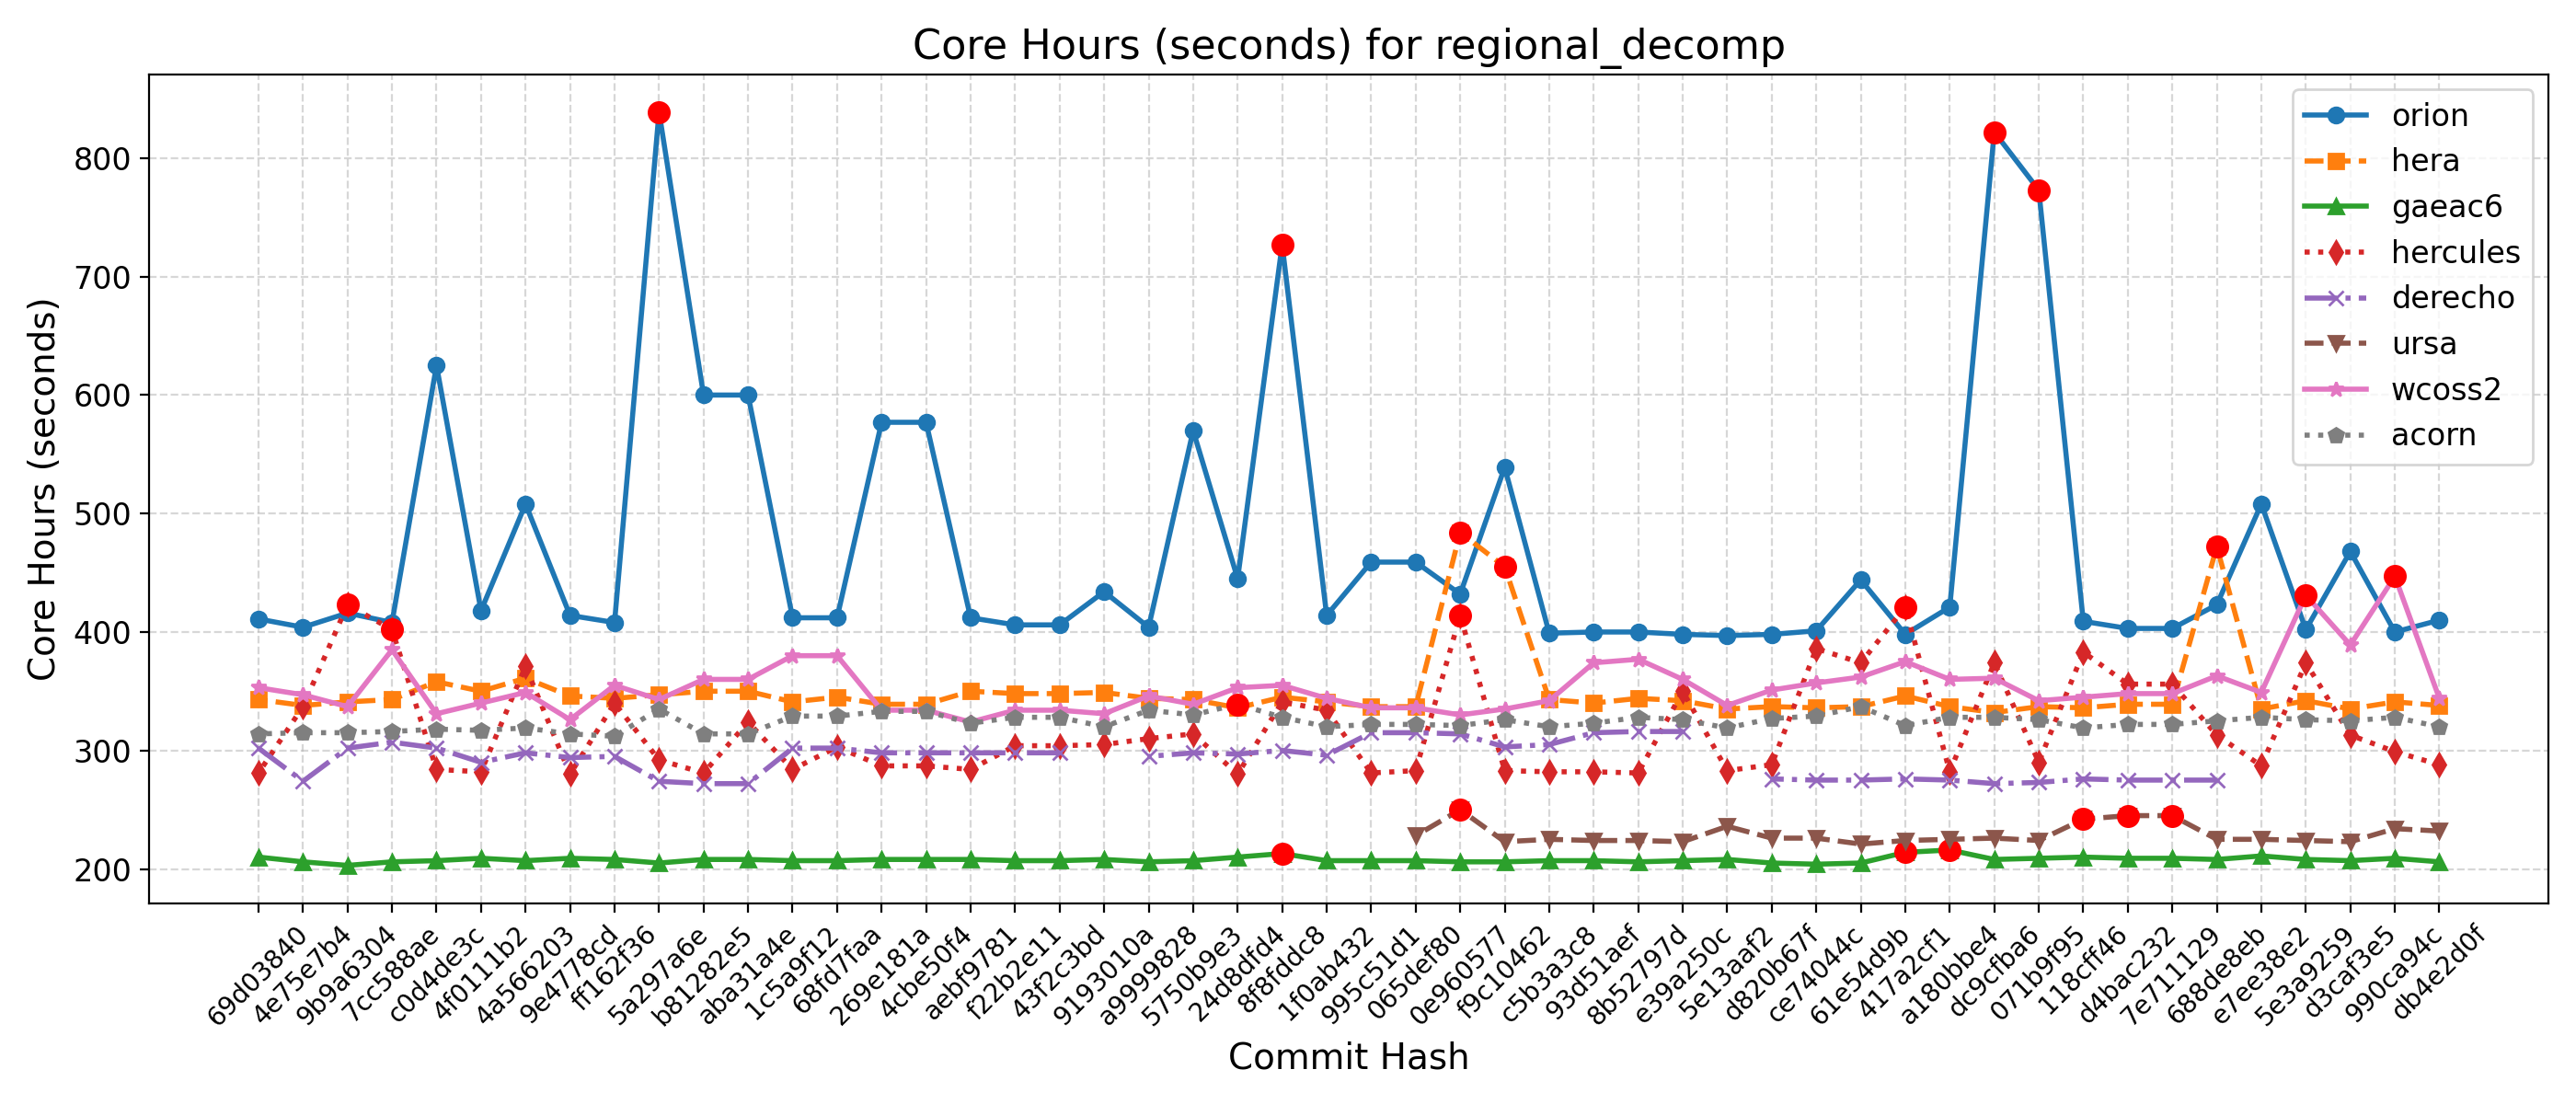 Core Hours (seconds) for regional_decomp
Core Hours (seconds)
800
700
600
500
400
300
200
orion
hera
gaeac6
hercules
derecho
ursa
wcoss2
acorn
69d03840
4e75e7b4
9b9a6304
7cc588ae
c0d4de3c
4f0111b2
4a566203
9e4778cd
ff162f36
5a297a6e
b81282e5
aba31a4e
1c5a9f12
68fd7faa
269e181a
4cbe50f4
aebf9781
f22b2e11
43f2c3bd
9193010a
a9999828
5750b9e3
24d8dfd4
8f8fddc8
1f0ab432
995c51d1
065def80
0e960577
f9c10462
c5b3a3c8
93d51aef
8b52797d
e39a250c
5e13aaf2
d820b67f
ce74044c
61e54d9b
417a2cf1
a180bbe4
dc9cfba6
071b9f95
118cff46
d4bac232
7e711129
688de8eb
e7ee38e2
5e3a9259
d3caf3e5
990ca94c
db4e2d0f
Commit Hash